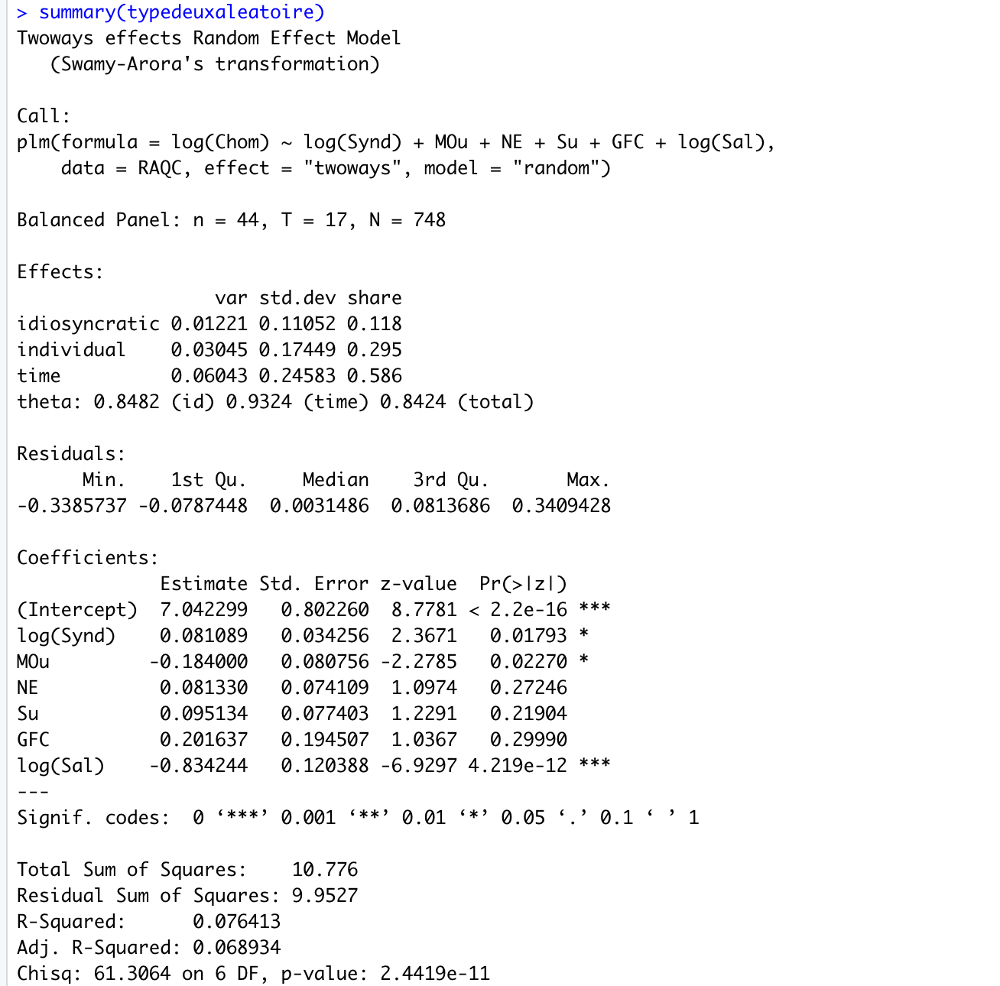 > summary(typedeuxaleatoire)
Twoways effects Random Effect Model
   (Swamy-Arora's transformation)

Call:
plm(formula = log(Chom) ~ log(Synd) + MOu + NE + Su + GFC + log(Sal),
    data = RAQC, effect = "twoways", model = "random")

Balanced Panel: n = 44, T = 17, N = 748

Effects:
                  var std.dev share
idiosyncratic 0.01221 0.11052 0.118
individual    0.03045 0.17449 0.295
time          0.06043 0.24583 0.586
theta: 0.8482 (id) 0.9324 (time) 0.8424 (total)

Residuals:
      Min.    1st Qu.     Median    3rd Qu.       Max.
-0.3385737 -0.0787448  0.0031486  0.0813686  0.3409428

Coefficients:
             Estimate Std. Error z-value  Pr(>|z|)
(Intercept)  7.042299   0.802260  8.7781 < 2.2e-16 ***
log(Synd)    0.081089   0.034256  2.3671   0.01793 *
MOu         -0.184000   0.080756 -2.2785   0.02270 *
NE           0.081330   0.074109  1.0974   0.27246
Su           0.095134   0.077403  1.2291   0.21904
GFC          0.201637   0.194507  1.0367   0.29990
log(Sal)    -0.834244   0.120388 -6.9297 4.219e-12 ***
---
Signif. codes:  0 ‘***’ 0.001 ‘**’ 0.01 ‘*’ 0.05 ‘.’ 0.1 ‘ ’ 1

Total Sum of Squares:    10.776
Residual Sum of Squares: 9.9527
R-Squared:      0.076413
Adj. R-Squared: 0.068934
Chisq: 61.3064 on 6 DF, p-value: 2.4419e-11